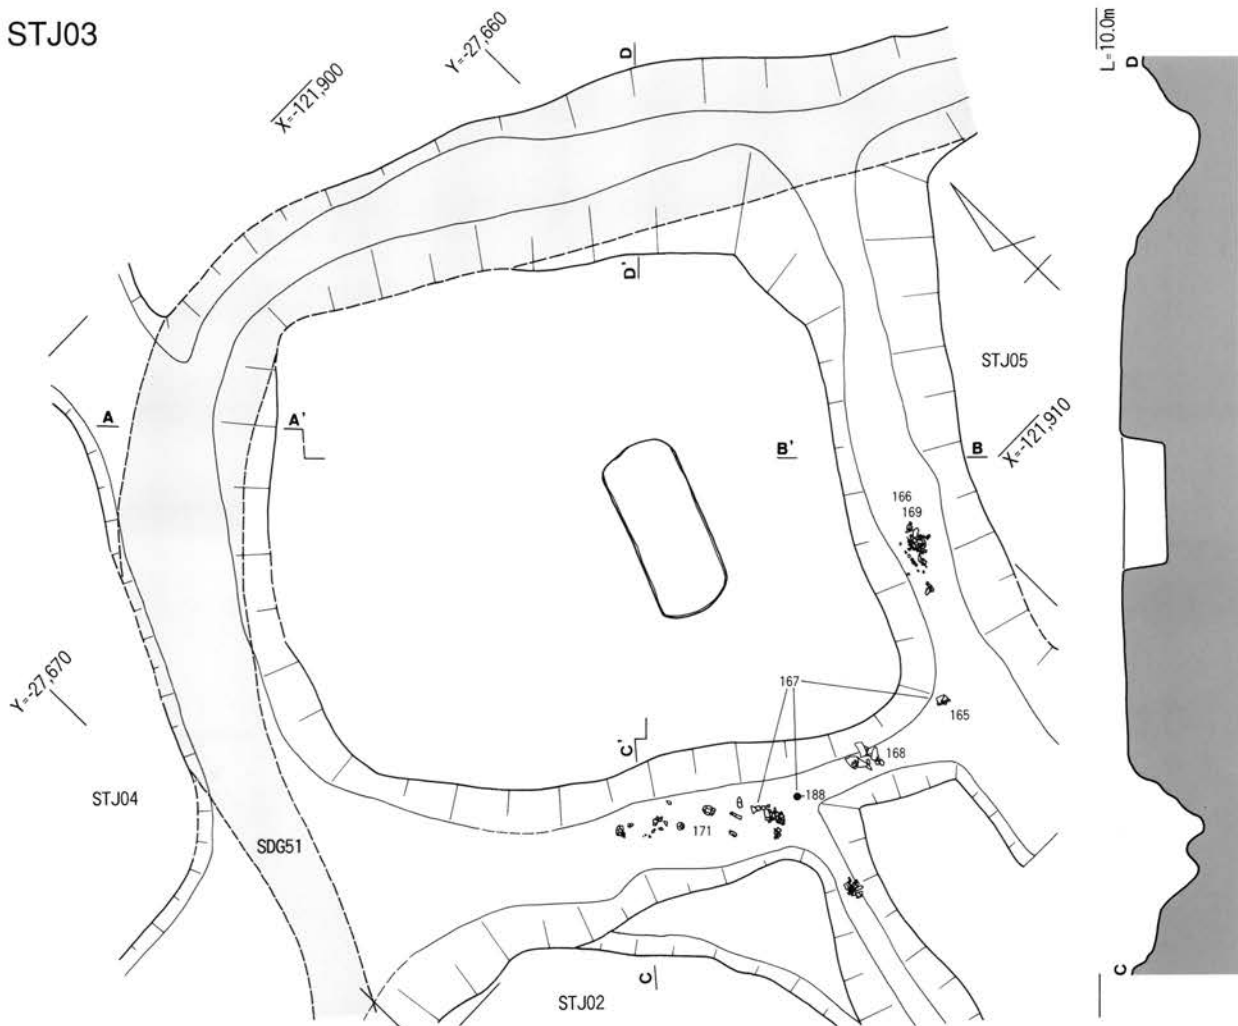 STJ03
Y=-27,660
X=-121,900
D
L=10.0m
D
D'
STJ05
A
A'
B'
B
X=-121,910
166
169
Y=-27,670
167
165
C'
168
188
STJ04
171
SDG51
C
C
STJ02